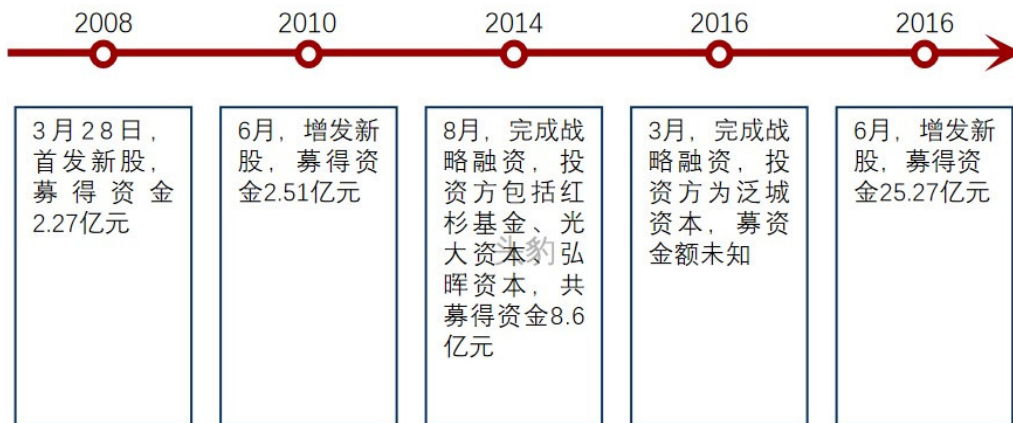 2008
2010
2014
2016
2016
3月28日，
首发新股，
募得资金
2.27亿元
6月，增发新
股，募得资
金2.51亿元
8月，完成战
略融资，投
资方包括红
杉基金、光
大资本、弘
晖资本，共
募得资金8.6
亿元
3月，完成战
略融资，投
资方为泛城
资本，募资
金额未知
6月，增发新
股，募得资
金25.27亿元
头豹